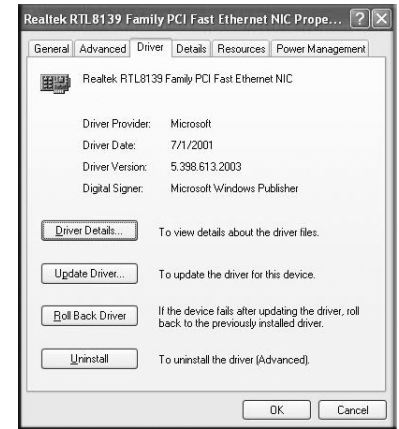 Realtek RTL8139 Family PCI Fast Ethernet NIC Prope...
General Advanced Driver Details Resources Power Management
Realtek RTL8139 Family PCI Fast Ethernet NIC
Driver Provider: Microsoft
Driver Date: 7/1/2001
Driver Version: 5.398.613.2003
Digital Signer: Microsoft Windows Publisher
Driver Details... To view details about the driver files.
Update Driver... To update the driver for this device.
Roll Back Driver If the device fails after updating the driver, roll
back to the previously installed driver.
Uninstall To uninstall the driver (Advanced).
OK Cancel